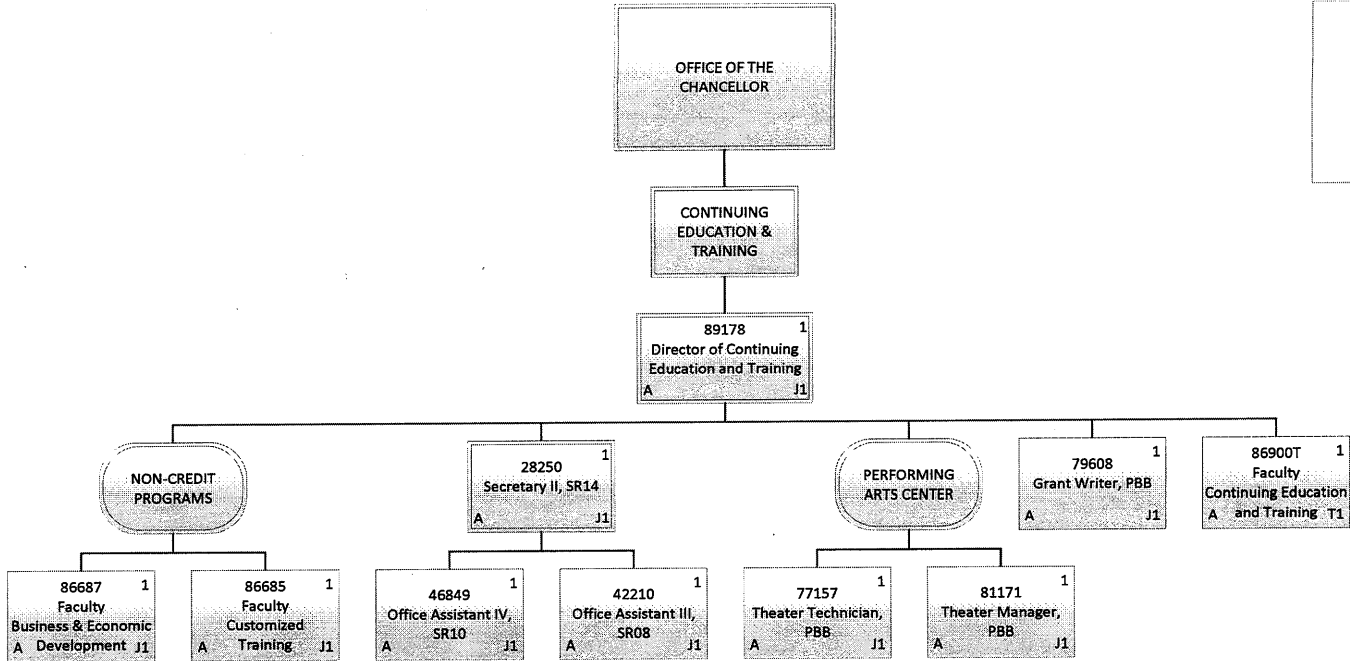 OFFICE OF THE
CHANCELLOR
CONTINUING
EDUCATION &
TRAINING
89178 1
Director of Continuing
Education and Training
A J1
NON-CREDIT
PROGRAMS
28250 1
Secretary II, SR14
A J1
PERFORMING
ARTS CENTER
79608 1
Grant Writer, PBB
A J1
86900T 1
Faculty
Continuing Education
A and Training T1
86687 1
Faculty
Business & Economic
A Development J1
86685 1
Faculty
Customized
A Training J1
46849 1
Office Assistant IV,
SR10
A J1
42210 1
Office Assistant III,
SR08
A J1
77157 1
Theater Technician,
PBB
A J1
81171 1
Theater Manager,
PBB
A J1